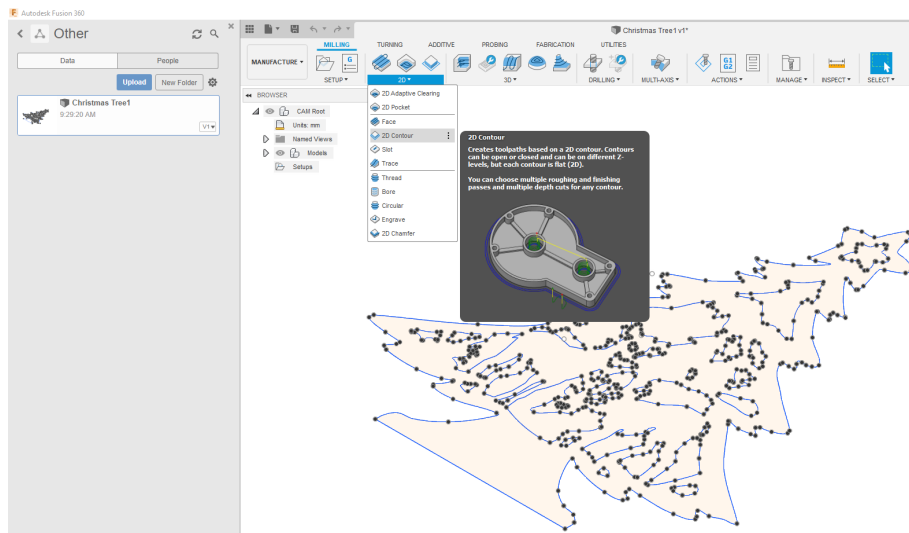 Autodesk Fusion 360
Other
Data
People
Upload
New Folder
Christmas Tree1
9:29:20 AM
V1▾
Christmas Tree1 v1*
MILLING
TURNING
ADDITIVE
PROBING
FABRICATION
UTILITIES
MANUFACTURE ▾
G
G1
G2
SETUP ▾
2D ▾
3D ▾
DRILLING ▾
MULTI-AXIS ▾
ACTIONS ▾
MANAGE ▾
INSPECT ▾
SELECT ▾
BROWSER
CAM Root
Units: mm
Named Views
Models
Setups
2D Adaptive Clearing
2D Pocket
Face
2D Contour
Slot
Trace
Thread
Bore
Circular
Engrave
2D Chamfer
2D Contour
Creates toolpaths based on a 2D contour. Contours
can be open or closed and can be on different Z-
levels, but each contour is flat (2D).
You can choose multiple roughing and finishing
passes and multiple depth cuts for any contour.